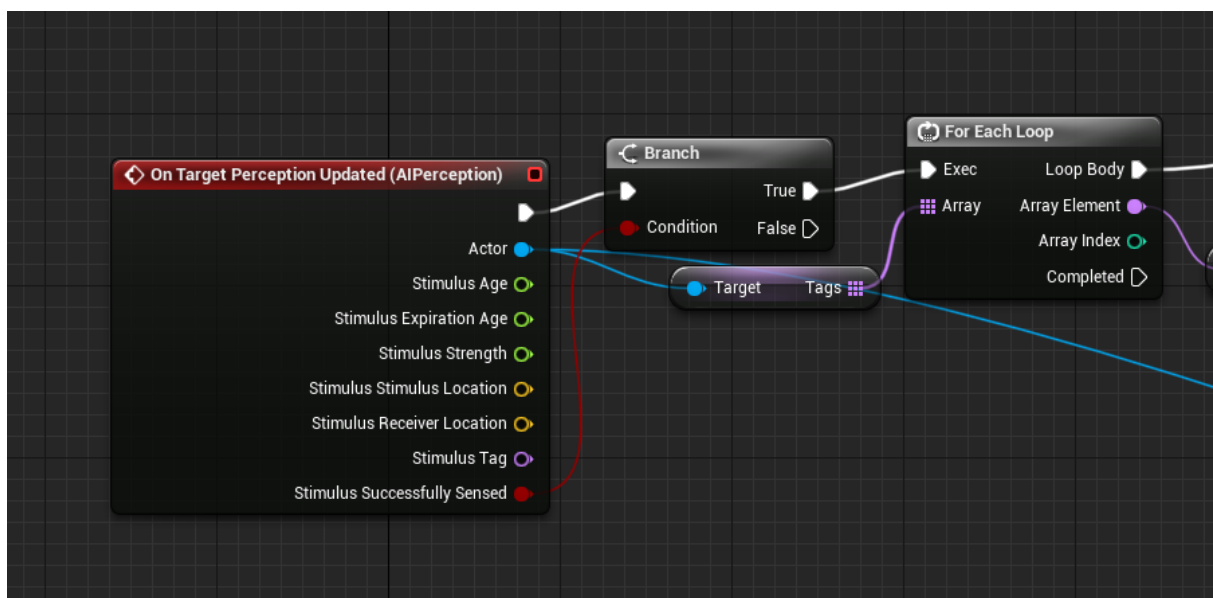 On Target Perception Updated (AIPerception)
Actor
Stimulus Age
Stimulus Expiration Age
Stimulus Strength
Stimulus Stimulus Location
Stimulus Receiver Location
Stimulus Tag
Stimulus Successfully Sensed
Branch
True
Condition False
Target Tags
For Each Loop
Exec Loop Body
Array Array Element
Array Index
Completed